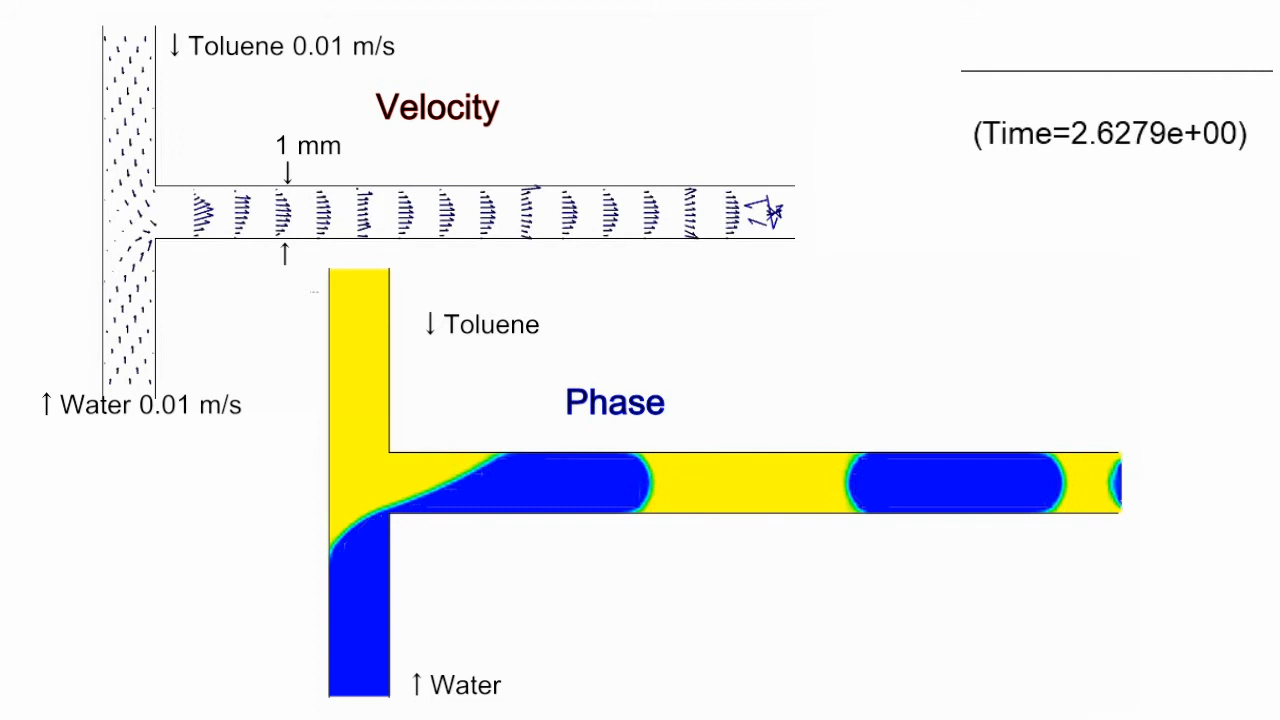 ↓ Toluene 0.01 m/s
Velocity
(Time=2.6279e+00)
1 mm
↓
↑
↓ Toluene
Phase
↑ Water 0.01 m/s
↑ Water